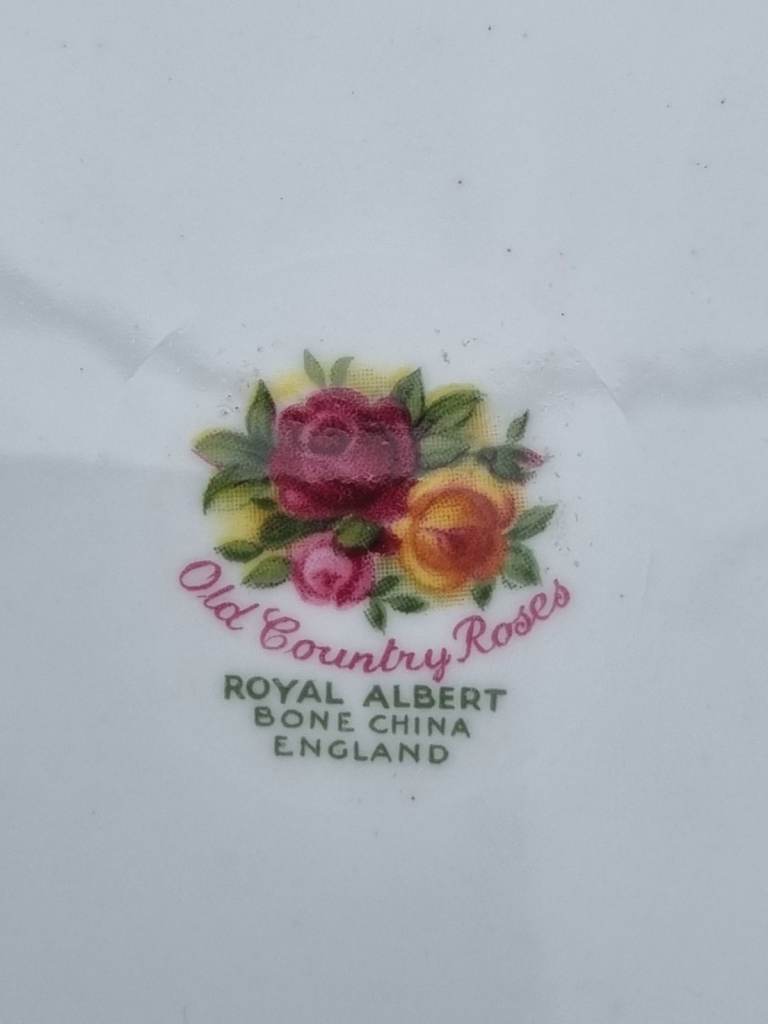 Old Country Roses
ROYAL ALBERT
BONE CHINA
ENGLAND